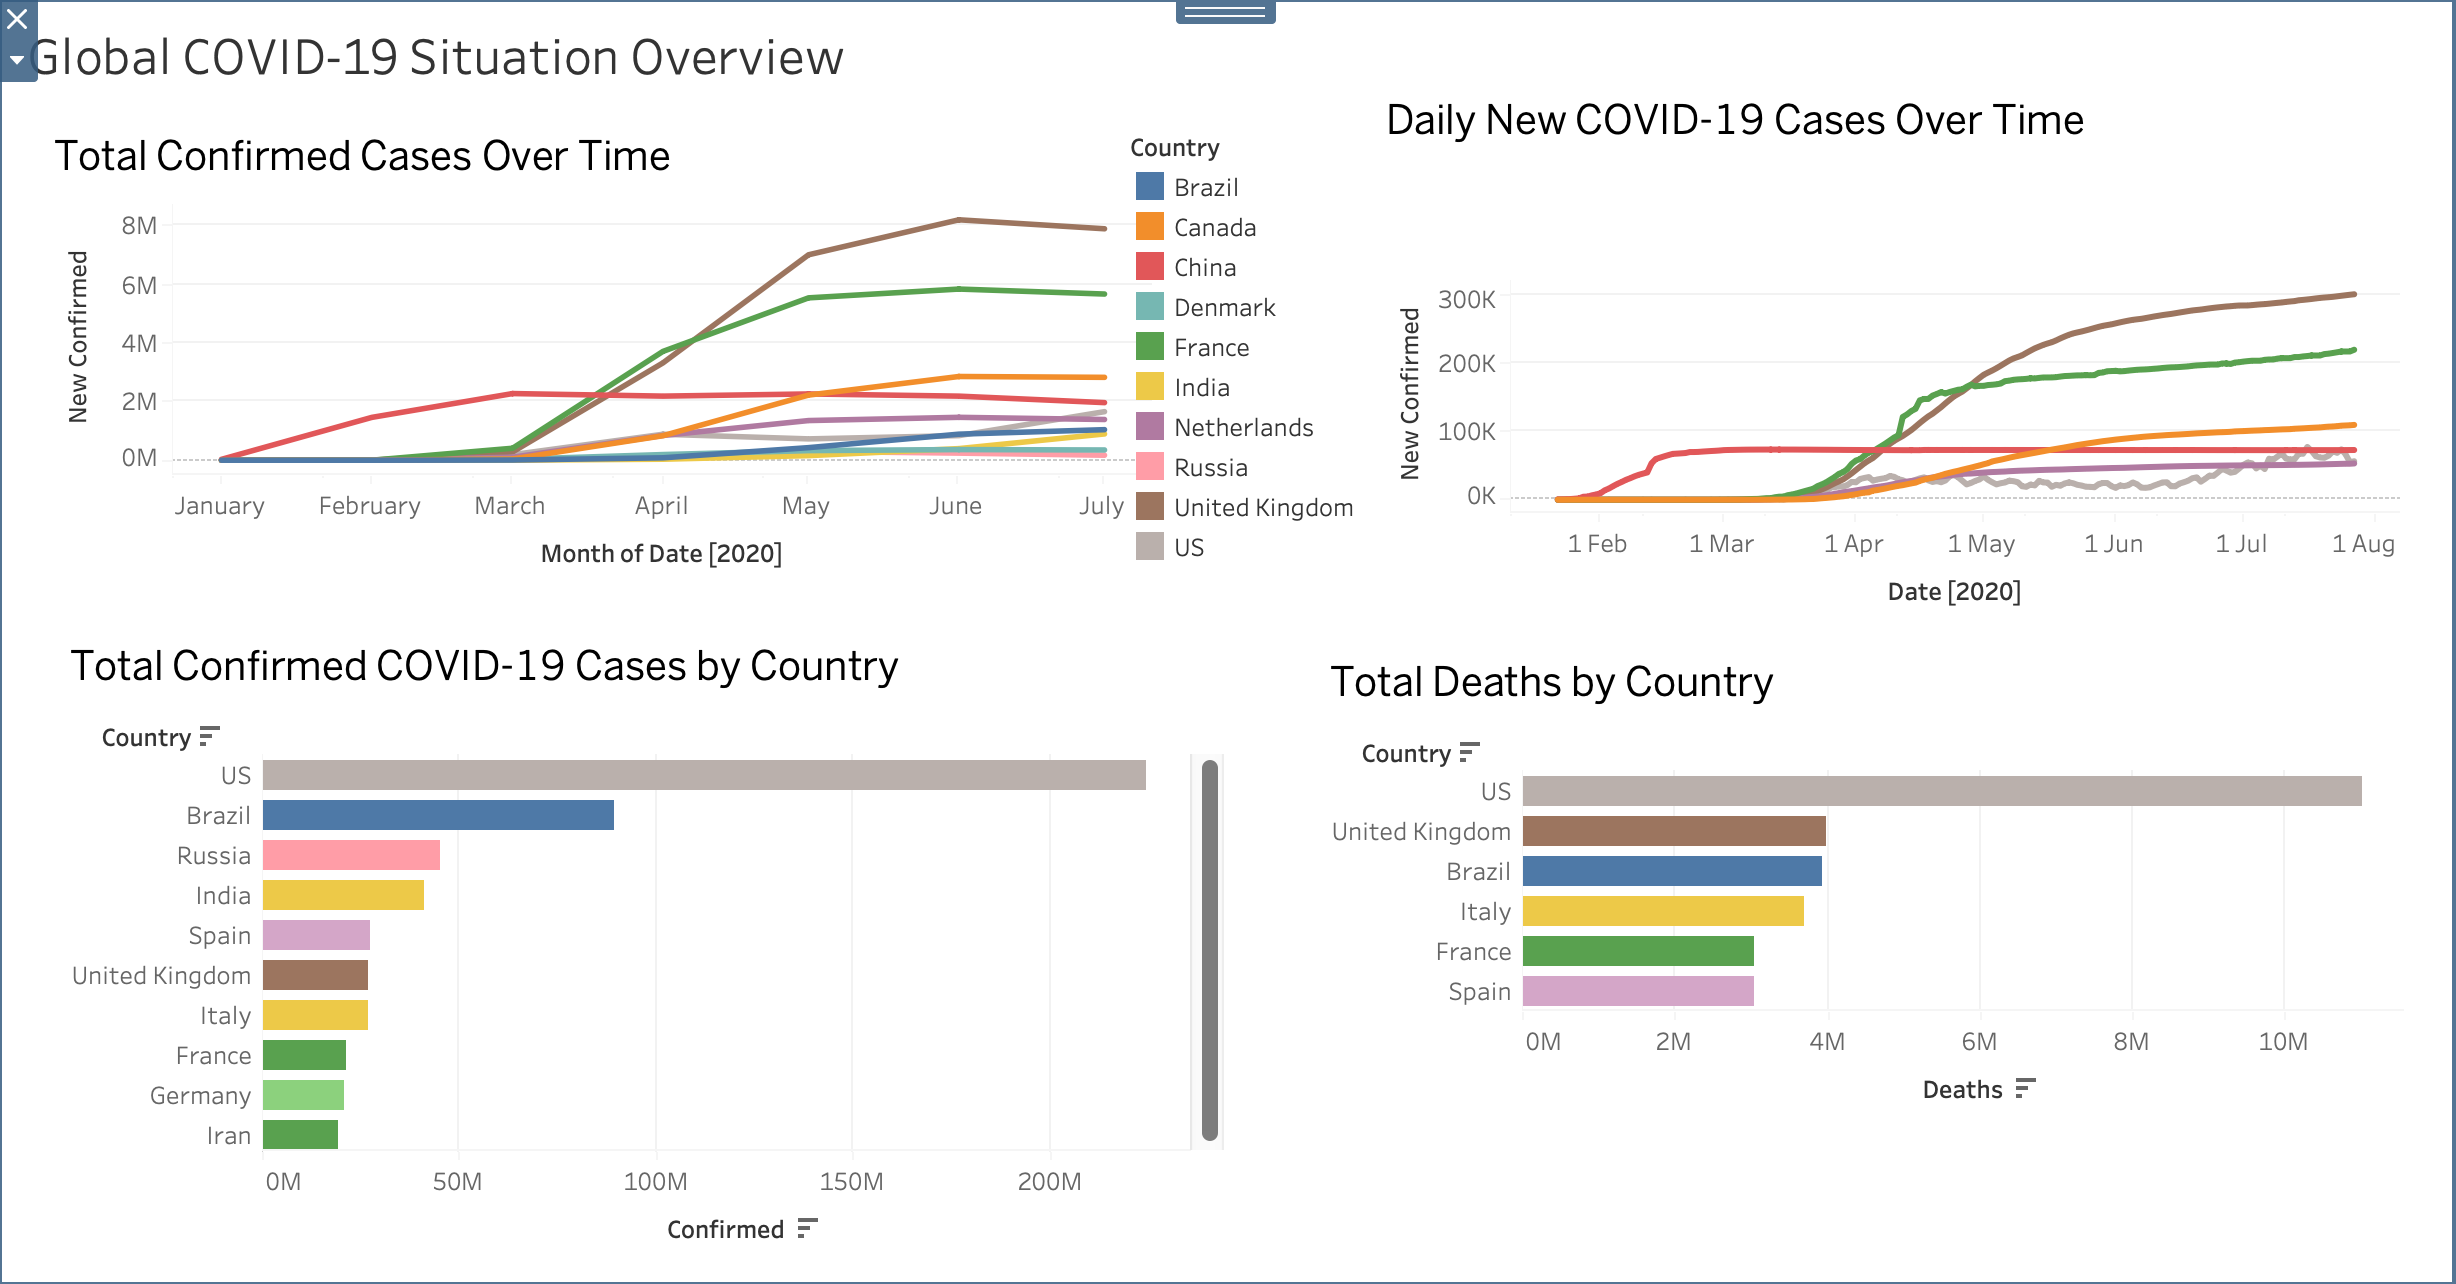 Global COVID-19 Situation Overview
Total Confirmed Cases Over Time
New Confirmed
8M
6M
4M
2M
0M
January February March April May June July
Month of Date [2020]
Country
Brazil
Canada
China
Denmark
France
India
Netherlands
Russia
United Kingdom
US
Daily New COVID-19 Cases Over Time
New Confirmed
300K
200K
100K
0K
1 Feb 1 Mar 1 Apr 1 May 1 Jun 1 Jul 1 Aug
Date [2020]
Total Confirmed COVID-19 Cases by Country
Country
US
Brazil
Russia
India
Spain
United Kingdom
Italy
France
Germany
Iran
0M 50M 100M 150M 200M
Confirmed
Total Deaths by Country
Country
US
United Kingdom
Brazil
Italy
France
Spain
0M 2M 4M 6M 8M 10M
Deaths